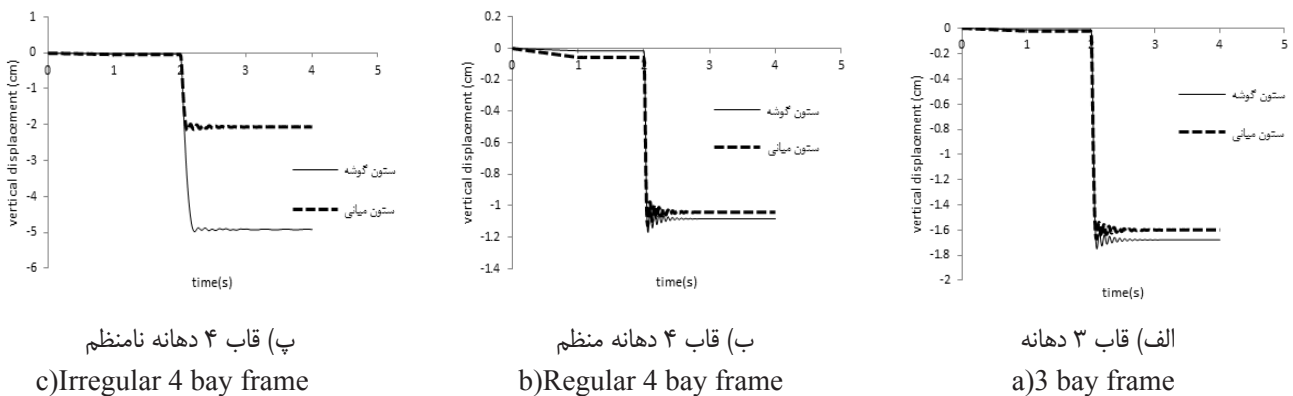 1
0
-1
-2
-3
-4
-5
-6
0 1 2 3 4 5
vertical displacement (cm)
time(s)
ستون گوشه
ستون میانی
پ) قاب ۴ دهانه نامنظم
c)Irregular 4 bay frame
0.2
0
-0.2
-0.4
-0.6
-0.8
-1
-1.2
-1.4
0 1 2 3 4 5
vertical displacement (cm)
time(s)
ستون گوشه
ستون میانی
ب) قاب ۴ دهانه منظم
b)Regular 4 bay frame
0
-0.2
-0.4
-0.6
-0.8
-1
-1.2
-1.4
-1.6
-1.8
-2
0 1 2 3 4 5
vertical displacement (cm)
time(s)
ستون گوشه
ستون میانی
الف) قاب ۳ دهانه
a)3 bay frame